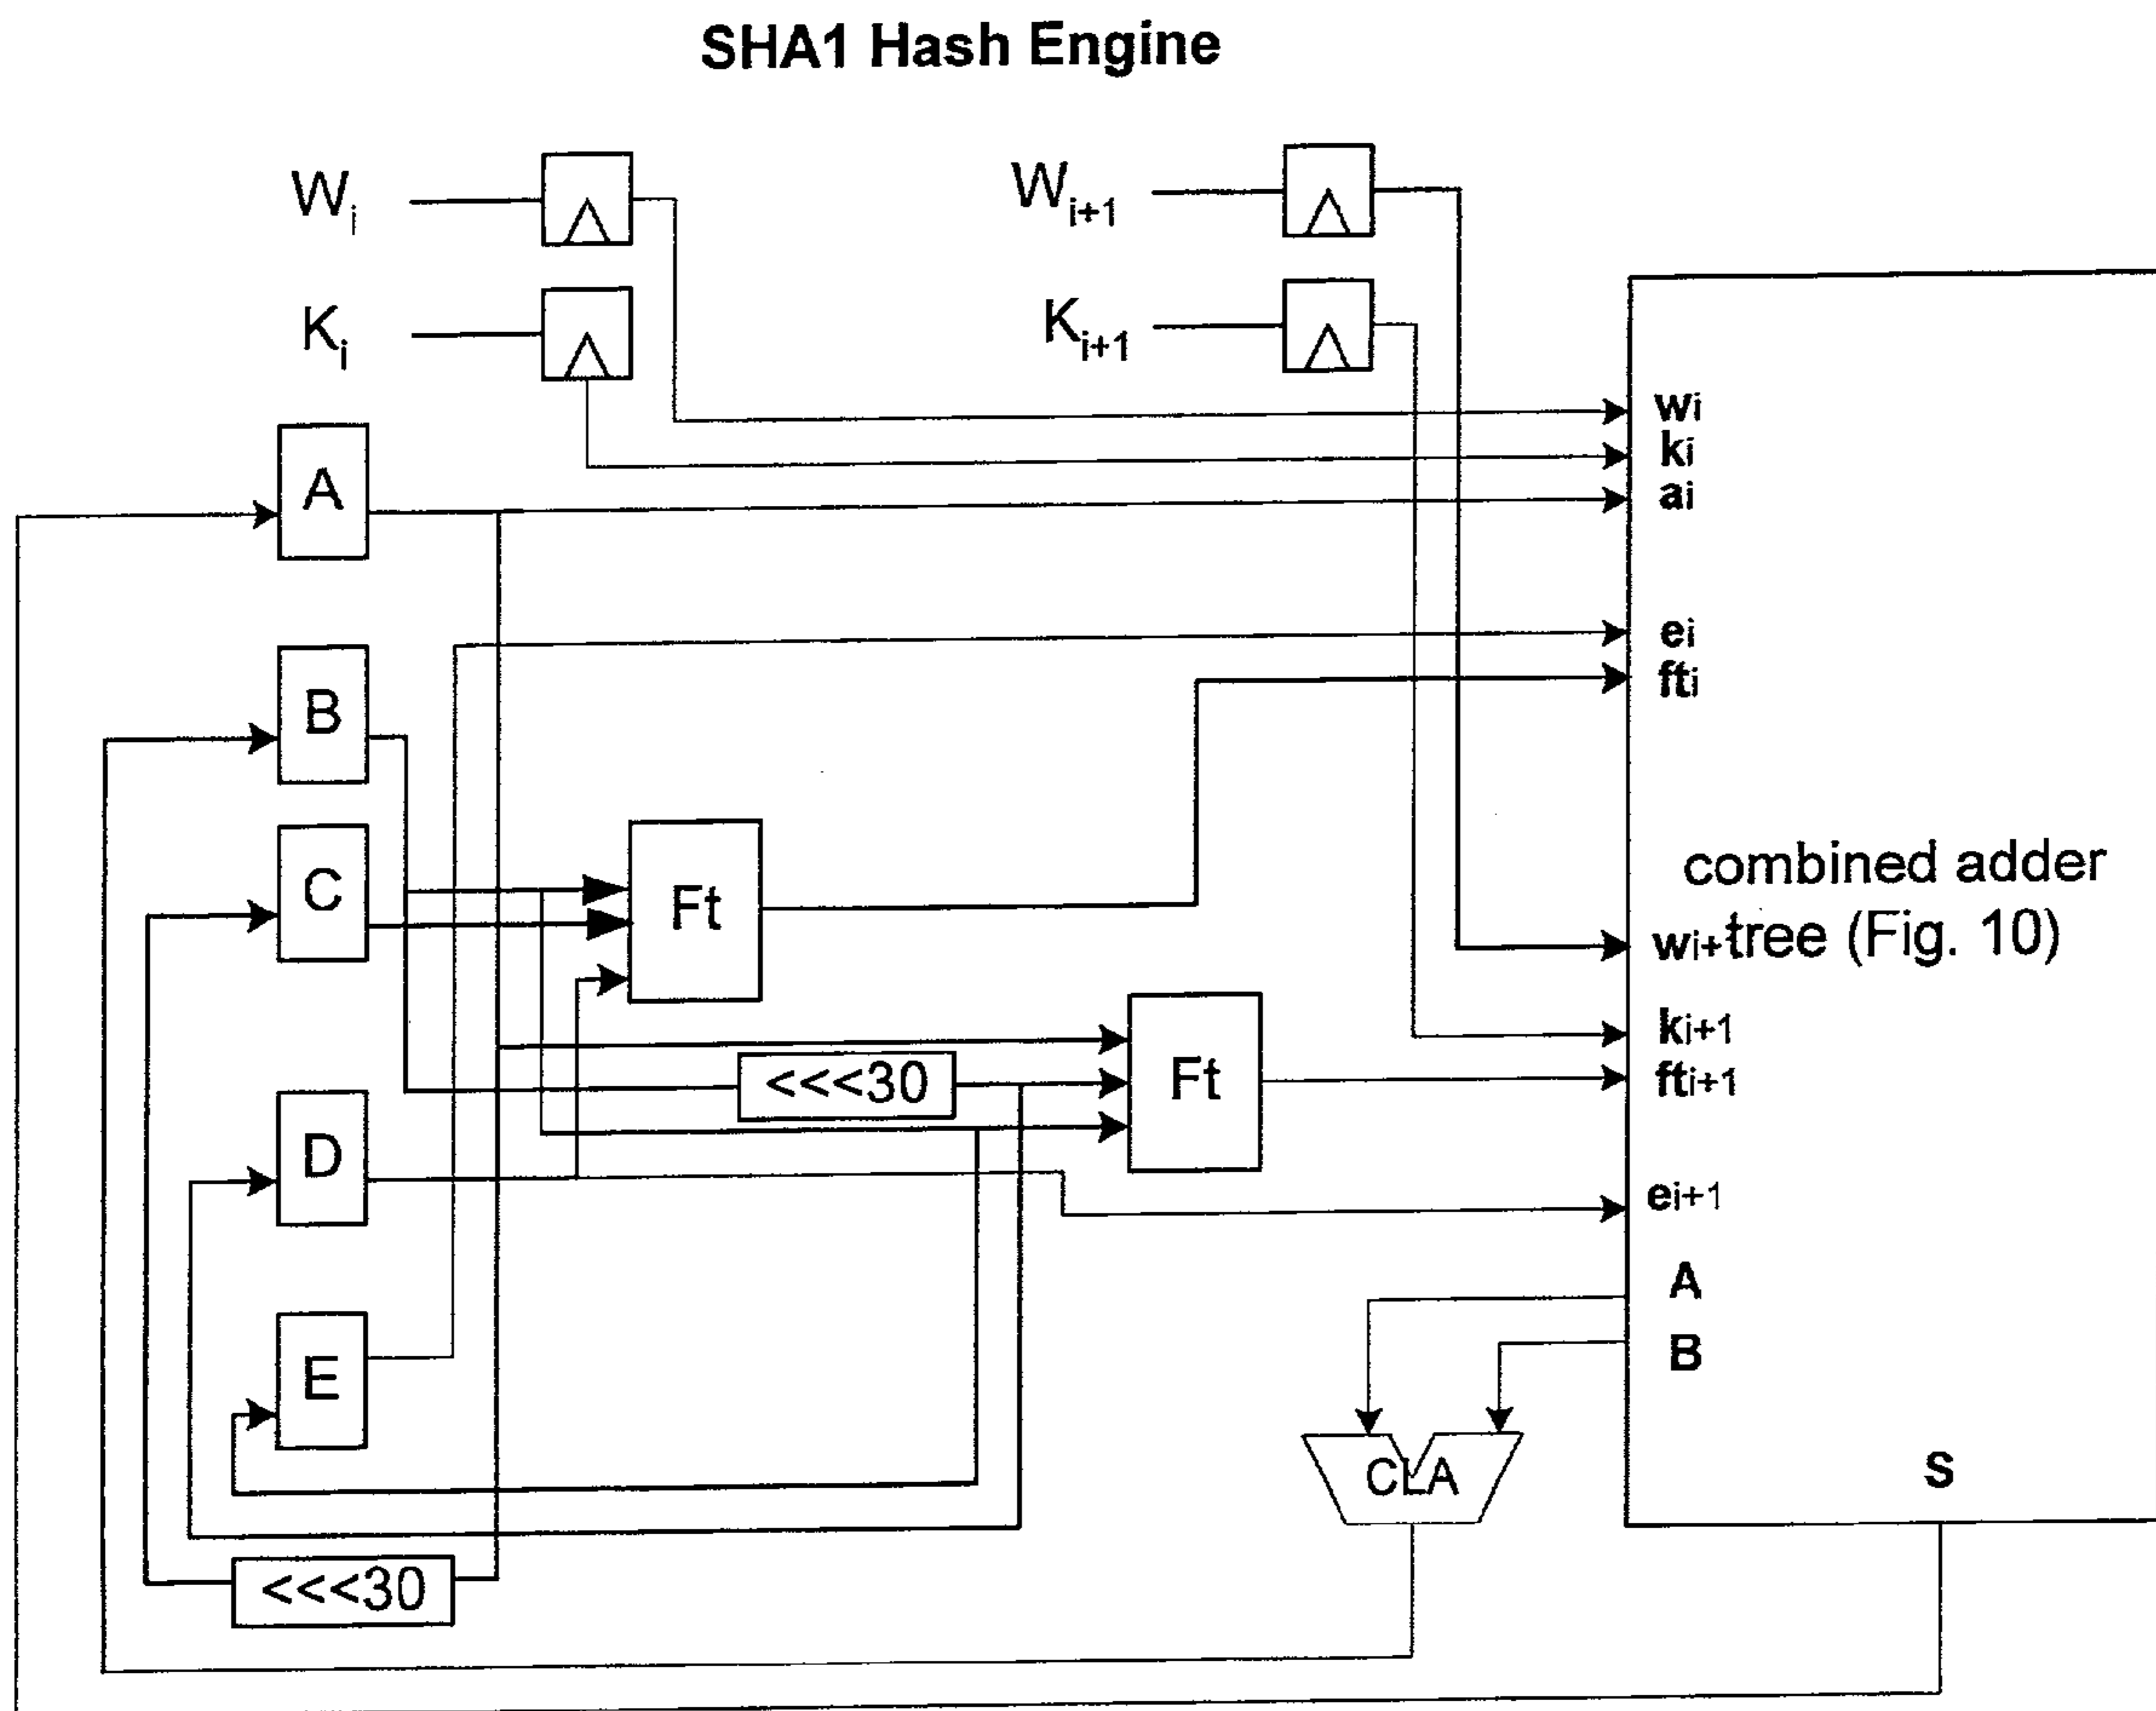 SHA1 Hash Engine
Wi
Wi+1
Ki
Ki+1
wi
ki
A
ai
ei
B
fti
C
Ft
combined adder
wi+tree (Fig. 10)
ki+1
<<<30
Ft
fti+1
D
ei+1
A
B
E
CLA
S
<<<30